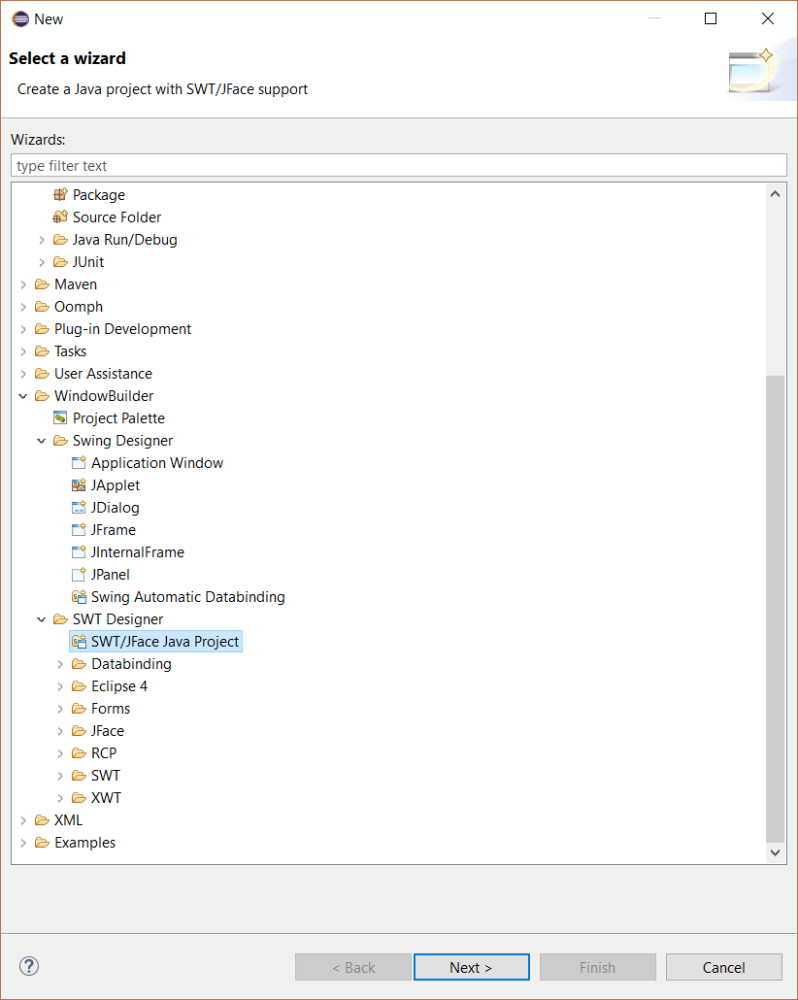 New
Select a wizard
Create a Java project with SWT/JFace support
Wizards:
type filter text
Package
Source Folder
Java Run/Debug
JUnit
Maven
Oomph
Plug-in Development
Tasks
User Assistance
WindowBuilder
Project Palette
Swing Designer
Application Window
JApplet
JDialog
JFrame
JInternalFrame
JPanel
Swing Automatic Databinding
SWT Designer
SWT/JFace Java Project
Databinding
Eclipse 4
Forms
JFace
RCP
SWT
XWT
XML
Examples
? < Back Next > Finish Cancel